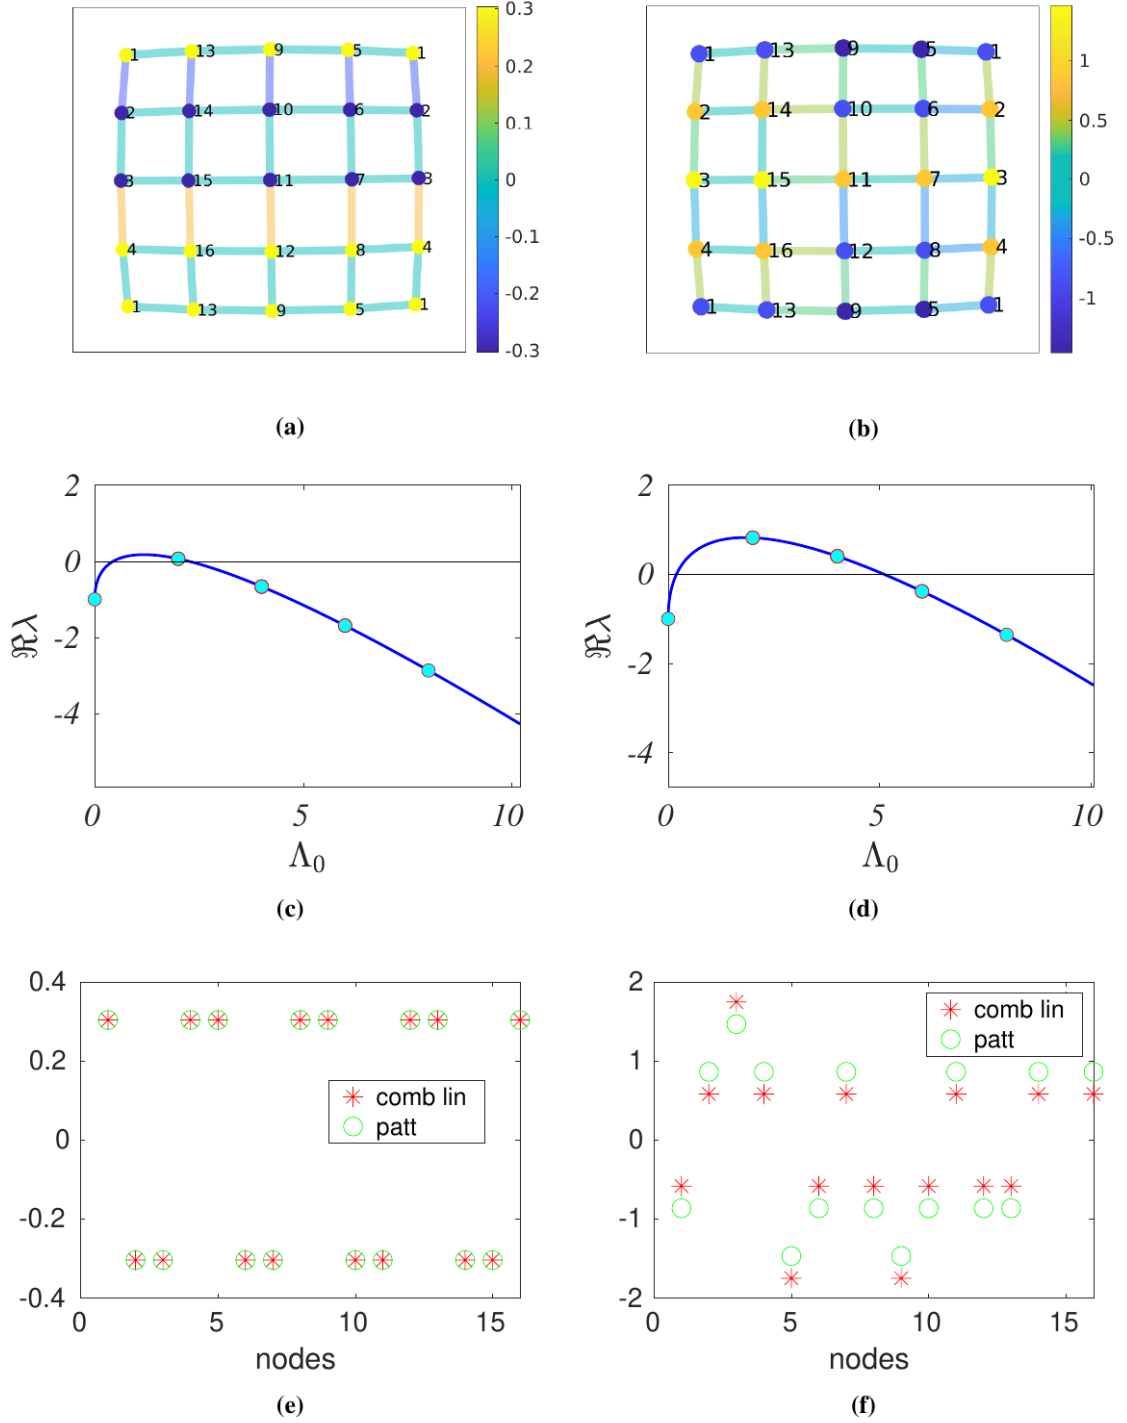 1 13 9 5 1
2 14 10 6 2
3 15 11 7 3
4 16 12 8 4
1 13 9 5 1
0.3
0.2
0.1
0
-0.1
-0.2
-0.3
(a)
1 13 9 5 1
2 14 10 6 2
3 15 11 7 3
4 16 12 8 4
1 13 9 5 1
1
0.5
0
-0.5
-1
(b)
2
0
-2
-4
ℜλ
0 5 10
Λ₀
(c)
2
0
-2
-4
ℜλ
0 5 10
Λ₀
(d)
0.4
0.2
0
-0.2
-0.4
comb lin
patt
0 5 10 15
nodes
(e)
2
1
0
-1
-2
comb lin
patt
0 5 10 15
nodes
(f)